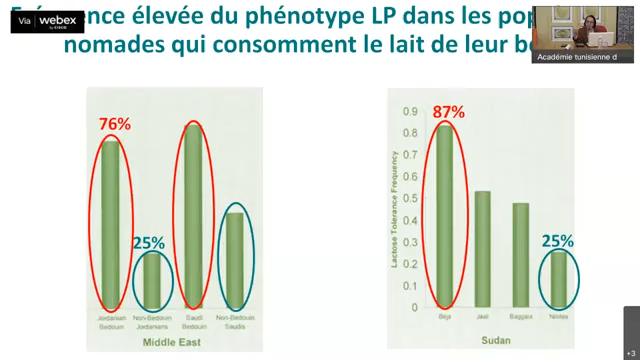 Via webex
BY CISCO
Fréquence élevée du phénotype LP dans les pop
nomades qui consomment le lait de leur
Académie tunisienne d
76%
25%
Jordanian
Bedouin
Non-Bedouin
Jordanians
Saudi
Bedouin
Non-Bedouin
Saudis
Middle East
Lactose Tolerance Frequency
0.9
0.8
0.7
0.6
0.5
0.4
0.3
0.2
0.1
0
87%
25%
Beja
Jaali
Baggara
Nilotes
Sudan
+3